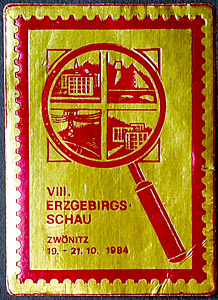 VIII.
ERZGEBIRGS-
SCHAU
ZWÖNITZ
19. - 21. 10. 1984